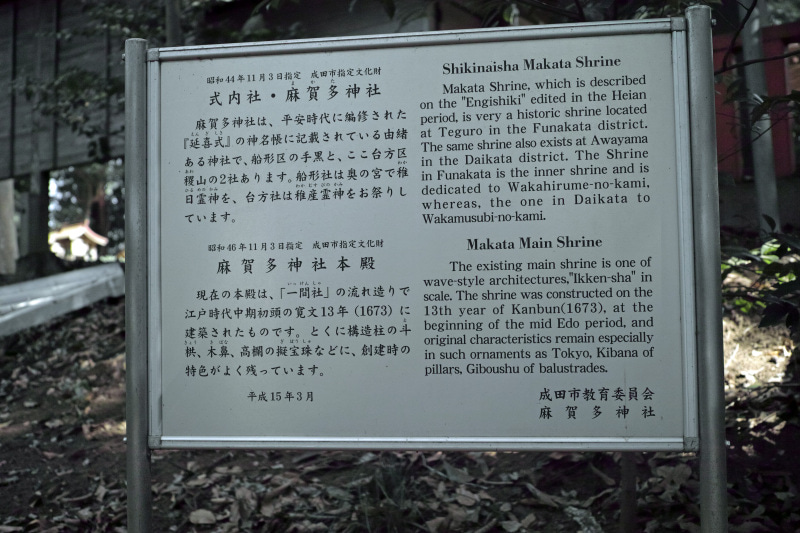 昭和44年11月3日指定　成田市指定文化財
式内社・麻賀多神社
麻賀多神社は、平安時代に編修された
『延喜式』の神名帳に記載されている由緒
ある神社で、船形区の手黒と、ここ台方区
稷山の2社あります。船形社は奥の宮で稚
日霊神を、台方社は稚産霊神をお祭りし
ています。
昭和46年11月3日指定　成田市指定文化財
麻賀多神社本殿
現在の本殿は、「一間社」の流れ造りで
江戸時代中期初頭の寛文13年（1673）に
建築されたものです。とくに構造柱の斗
栱、木鼻、高欄の擬宝珠などに、創建時の
特色がよく残っています。
平成15年3月
Shikinaisha Makata Shrine
Makata Shrine, which is described
on the "Engishiki" edited in the Heian
period, is very a historic shrine located
at Teguro in the Funakata district.
The same shrine also exists at Awayama
in the Daikata district. The Shrine
in Funakata is the inner shrine and is
dedicated to Wakahirume-no-kami,
whereas, the one in Daikata to
Wakamusubi-no-kami.
Makata Main Shrine
The existing main shrine is one of
wave-style architectures,"Ikken-sha" in
scale. The shrine was constructed on the
13th year of Kanbun(1673), at the
beginning of the mid Edo period, and
original characteristics remain especially
in such ornaments as Tokyo, Kibana of
pillars, Giboushu of balustrades.
成田市教育委員会
麻賀多神社